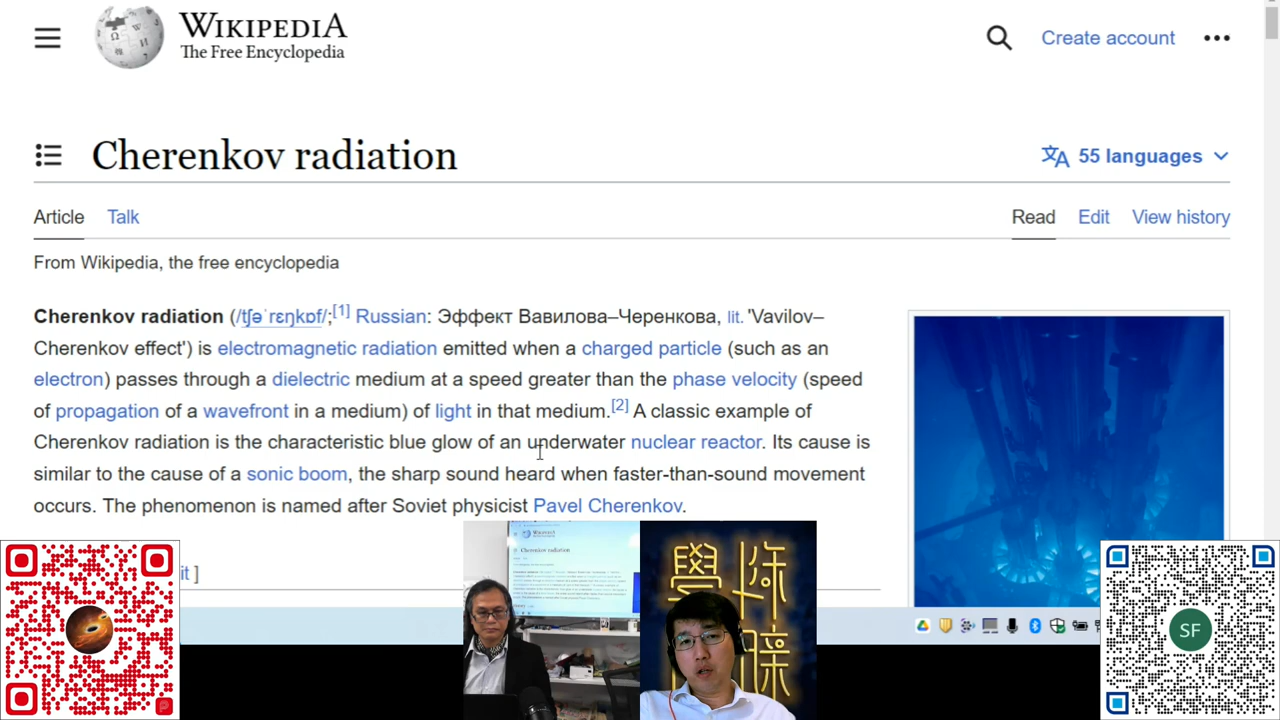 WIKIPEDIA
The Free Encyclopedia
Create account
Cherenkov radiation
55 languages
Article Talk
Read Edit View history
From Wikipedia, the free encyclopedia
Cherenkov radiation (/tʃəˈrɛŋkɒf/;[1] Russian: Эффект Вавилова–Черенкова, lit. 'Vavilov–
Cherenkov effect') is electromagnetic radiation emitted when a charged particle (such as an
electron) passes through a dielectric medium at a speed greater than the phase velocity (speed
of propagation of a wavefront in a medium) of light in that medium.[2] A classic example of
Cherenkov radiation is the characteristic blue glow of an underwater nuclear reactor. Its cause is
similar to the cause of a sonic boom, the sharp sound heard when faster-than-sound movement
occurs. The phenomenon is named after Soviet physicist Pavel Cherenkov.
it ]
WIKIPEDIA
Cherenkov radiation
SF